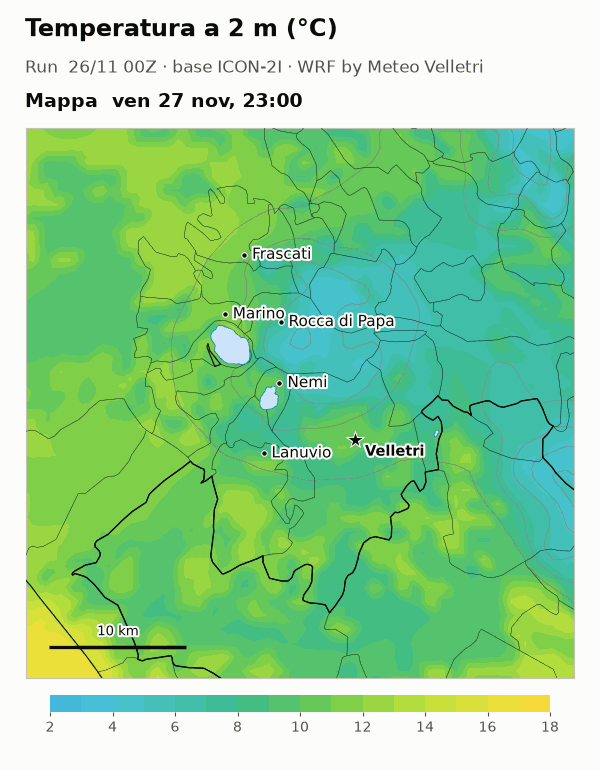 Temperatura a 2 m (°C)
Run  26/11 00Z · base ICON-2I · WRF by Meteo Velletri
Mappa  ven 27 nov, 23:00
Frascati
Marino
Rocca di Papa
Nemi
Velletri
Lanuvio
10 km
2 4 6 8 10 12 14 16 18